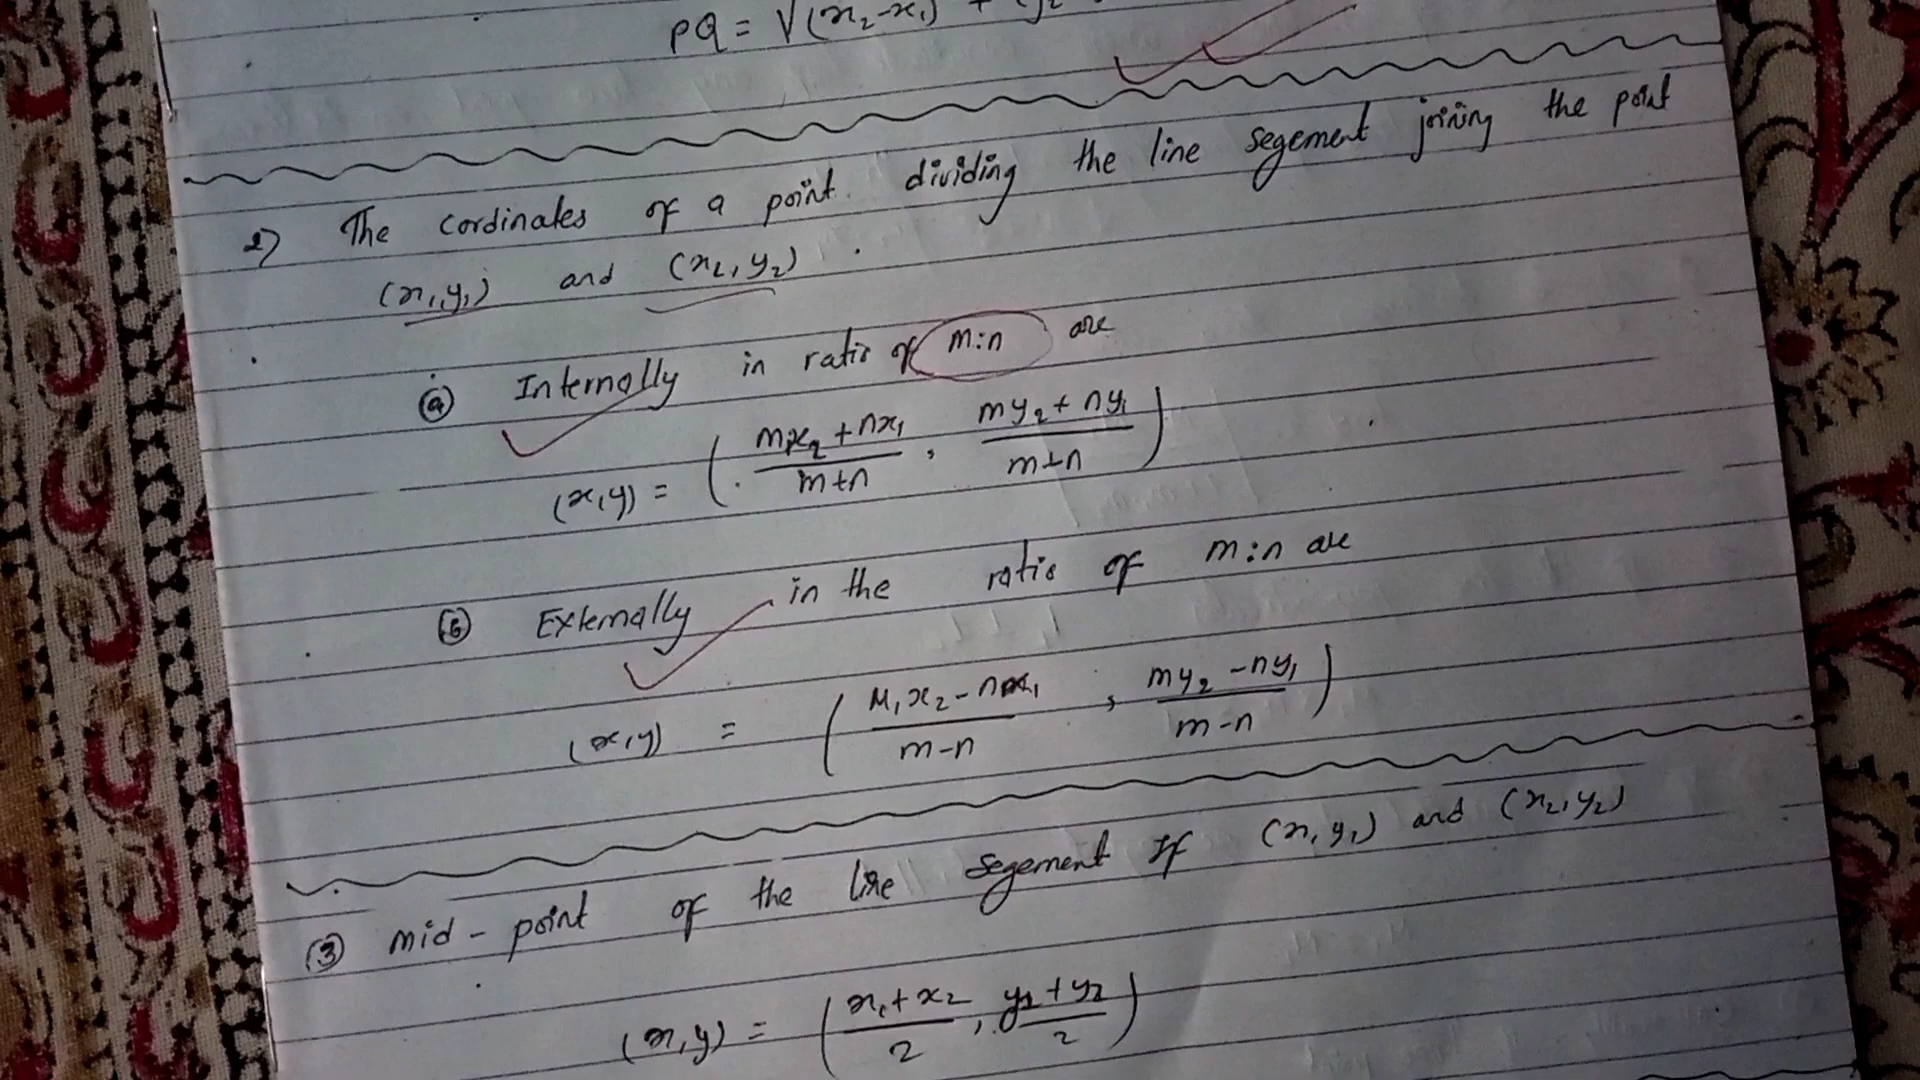 PQ = √(x₂-x₁) + (y₂
2) The cordinates of a point dividing the line segement joining the point
(x₁,y₁) and (x₂,y₂).
(a) Internally in ratio of m:n are
(x,y) = ( mx₂+nx₁ / m+n , my₂+ny₁ / m+n )
(b) Externally in the ratio of m:n are
(x,y) = ( M₁x₂-nx₁ / m-n , my₂-ny₁ / m-n )
(3) mid-point of the line segement If (x₁,y₁) and (x₂,y₂)
(x,y) = ( x₁+x₂ / 2 , y₁+y₂ / 2 )